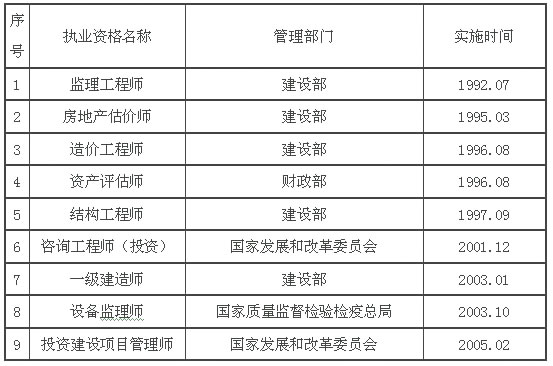 序号 执业资格名称 管理部门 实施时间
1 监理工程师 建设部 1992.07
2 房地产估价师 建设部 1995.03
3 造价工程师 建设部 1996.08
4 资产评估师 财政部 1996.08
5 结构工程师 建设部 1997.09
6 咨询工程师（投资） 国家发展和改革委员会 2001.12
7 一级建造师 建设部 2003.01
8 设备监理师 国家质量监督检验检疫总局 2003.10
9 投资建设项目管理师 国家发展和改革委员会 2005.02